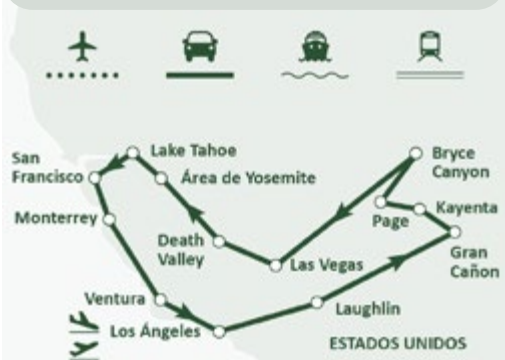 Lake Tahoe
San
Francisco
Área de Yosemite
Bryce
Canyon
Monterrey
Page
Kayenta
Death
Valley
Las Vegas
Gran
Cañon
Ventura
Laughlin
Los Ángeles
ESTADOS UNIDOS